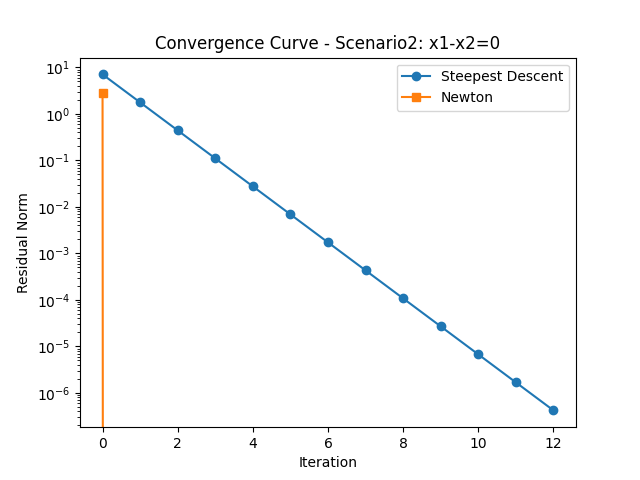 Convergence Curve - Scenario2: x1-x2=0
Steepest Descent
Newton
Residual Norm
10¹
10⁰
10⁻¹
10⁻²
10⁻³
10⁻⁴
10⁻⁵
10⁻⁶
0 2 4 6 8 10 12
Iteration